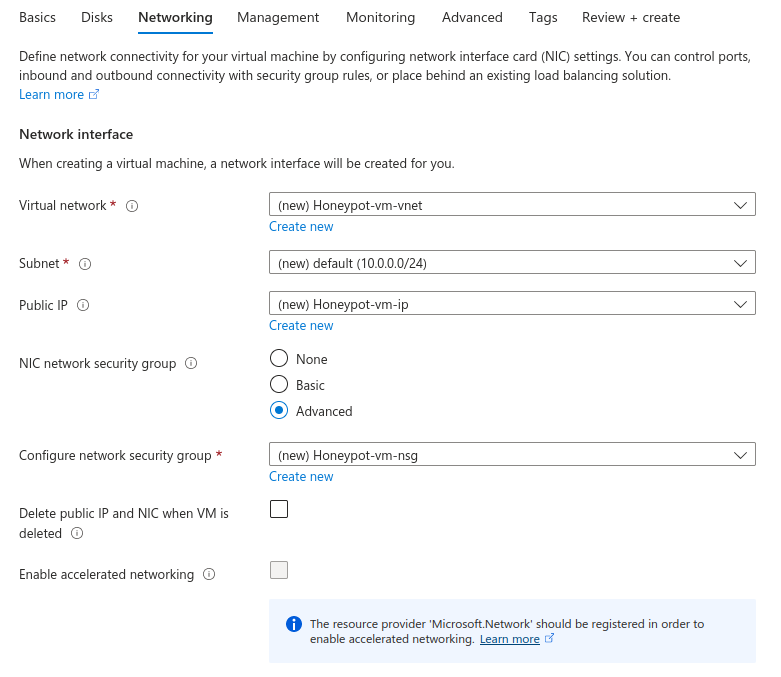 Basics Disks Networking Management Monitoring Advanced Tags Review + create
Define network connectivity for your virtual machine by configuring network interface card (NIC) settings. You can control ports,
inbound and outbound connectivity with security group rules, or place behind an existing load balancing solution.
Learn more
Network interface
When creating a virtual machine, a network interface will be created for you.
Virtual network * (new) Honeypot-vm-vnet
Create new
Subnet * (new) default (10.0.0.0/24)
Public IP (new) Honeypot-vm-ip
Create new
NIC network security group
None
Basic
Advanced
Configure network security group * (new) Honeypot-vm-nsg
Create new
Delete public IP and NIC when VM is
deleted
Enable accelerated networking
The resource provider 'Microsoft.Network' should be registered in order to
enable accelerated networking. Learn more